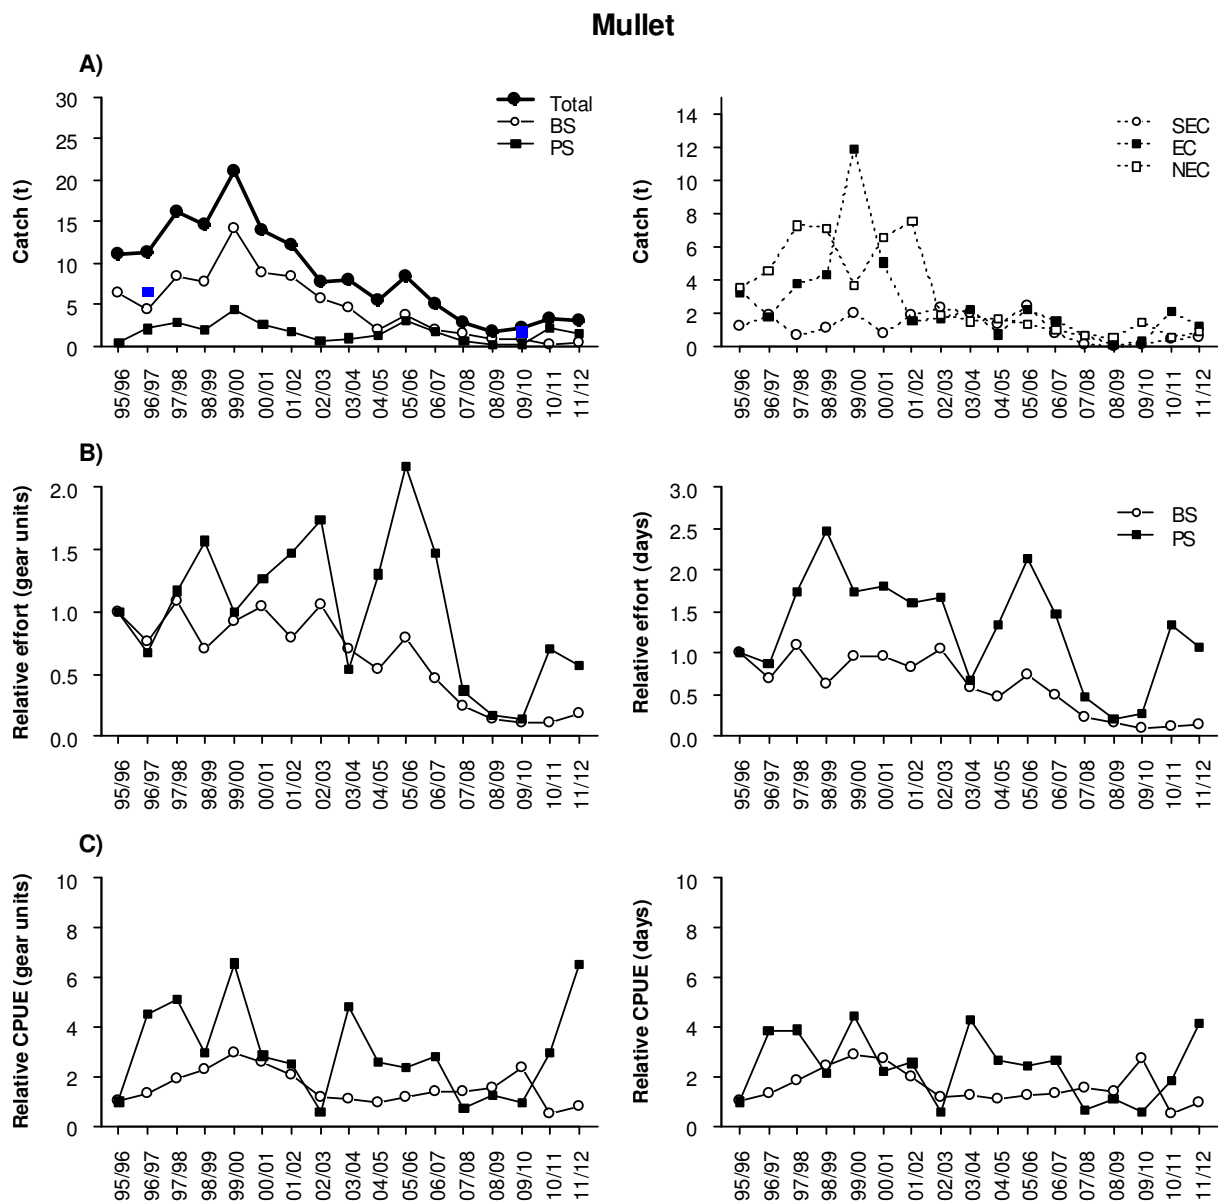 Mullet
A)
Catch (t)
30
25
20
15
10
5
0
Total
BS
PS
95/96 96/97 97/98 98/99 99/00 00/01 01/02 02/03 03/04 04/05 05/06 06/07 07/08 08/09 09/10 10/11 11/12
Catch (t)
14
12
10
8
6
4
2
0
SEC
EC
NEC
95/96 96/97 97/98 98/99 99/00 00/01 01/02 02/03 03/04 04/05 05/06 06/07 07/08 08/09 09/10 10/11 11/12
B)
Relative effort (gear units)
2.0
1.5
1.0
0.5
0.0
95/96 96/97 97/98 98/99 99/00 00/01 01/02 02/03 03/04 04/05 05/06 06/07 07/08 08/09 09/10 10/11 11/12
Relative effort (days)
3.0
2.5
2.0
1.5
1.0
0.5
0.0
BS
PS
95/96 96/97 97/98 98/99 99/00 00/01 01/02 02/03 03/04 04/05 05/06 06/07 07/08 08/09 09/10 10/11 11/12
C)
Relative CPUE (gear units)
10
8
6
4
2
0
95/96 96/97 97/98 98/99 99/00 00/01 01/02 02/03 03/04 04/05 05/06 06/07 07/08 08/09 09/10 10/11 11/12
Relative CPUE (days)
10
8
6
4
2
0
95/96 96/97 97/98 98/99 99/00 00/01 01/02 02/03 03/04 04/05 05/06 06/07 07/08 08/09 09/10 10/11 11/12